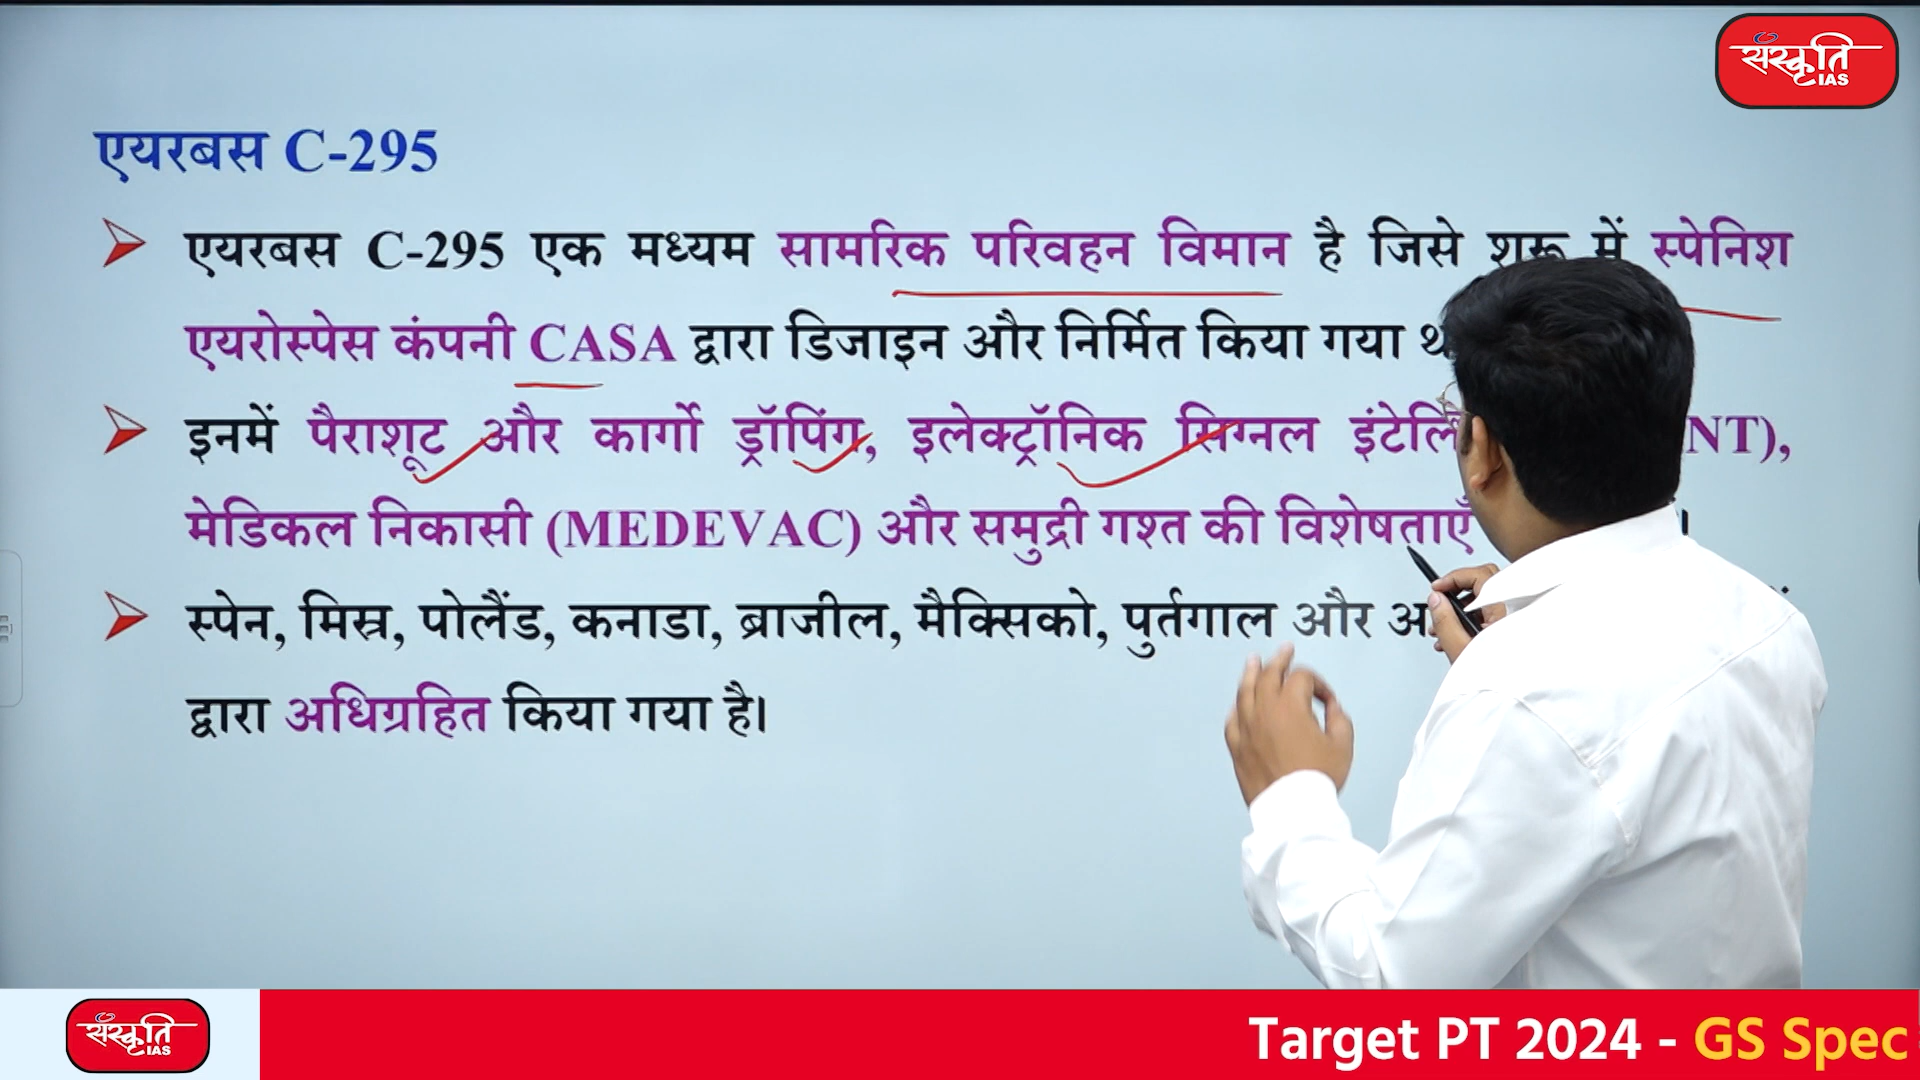 संस्कृति
IAS
एयरबस C-295
एयरबस C-295 एक मध्यम सामरिक परिवहन विमान है जिसे शुरू में स्पेनिश
एयरोस्पेस कंपनी CASA द्वारा डिजाइन और निर्मित किया गया
इनमें पैराशूट और कार्गो ड्रॉपिंग, इलेक्ट्रॉनिक सिग्नल NT),
मेडिकल निकासी (MEDEVAC) और समुद्री गश्त की विशेषताएँ
स्पेन, मिस्र, पोलैंड, कनाडा, ब्राजील, मैक्सिको, पुर्तगाल और
द्वारा अधिग्रहित किया गया है।
संस्कृति
IAS
Target PT 2024 - GS Spec